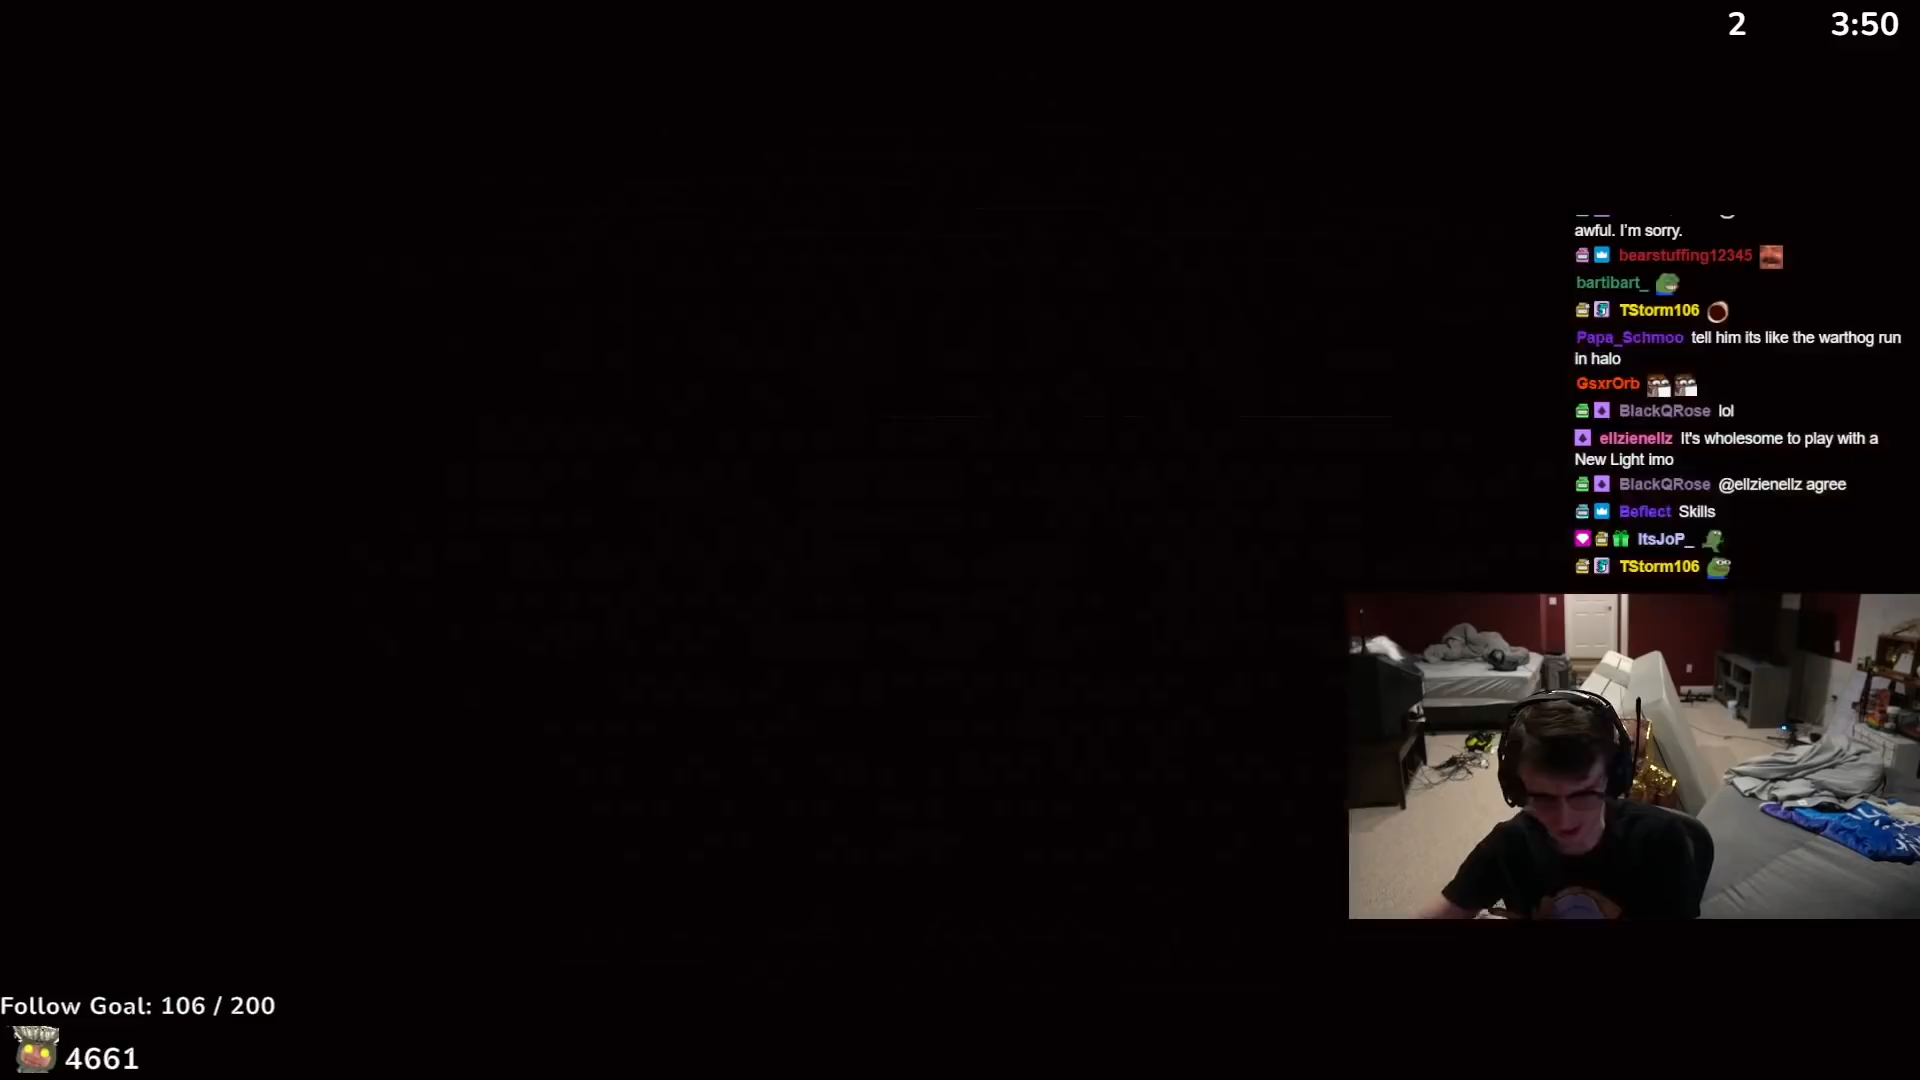 2 3:50
awful. I'm sorry.
bearstuffing12345
bartibart_
TStorm106
Papa_Schmoo tell him its like the warthog run
in halo
GsxrOrb
BlackQRose lol
ellzienellz It's wholesome to play with a
New Light imo
BlackQRose @ellzienellz agree
Beflect Skills
ItsJoP_
TStorm106
Follow Goal: 106 / 200
4661